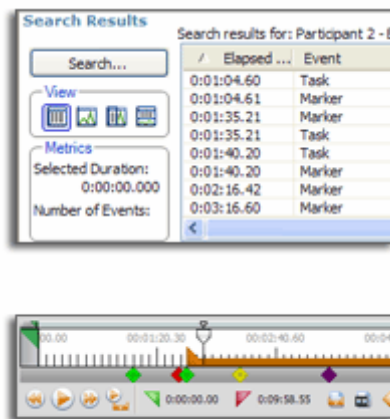 Search Results
Search results for: Participant 2 -
Search...
Elapsed ... Event
0:01:04.60 Task
0:01:04.61 Marker
0:01:35.21 Marker
0:01:35.21 Task
0:01:40.20 Task
0:01:40.20 Marker
0:02:16.42 Marker
0:03:16.60 Marker
View
Metrics
Selected Duration:
0:00:00.000
Number of Events:
00:01:20.30 00:02:40.60
0:00:00.00 0:09:58.55